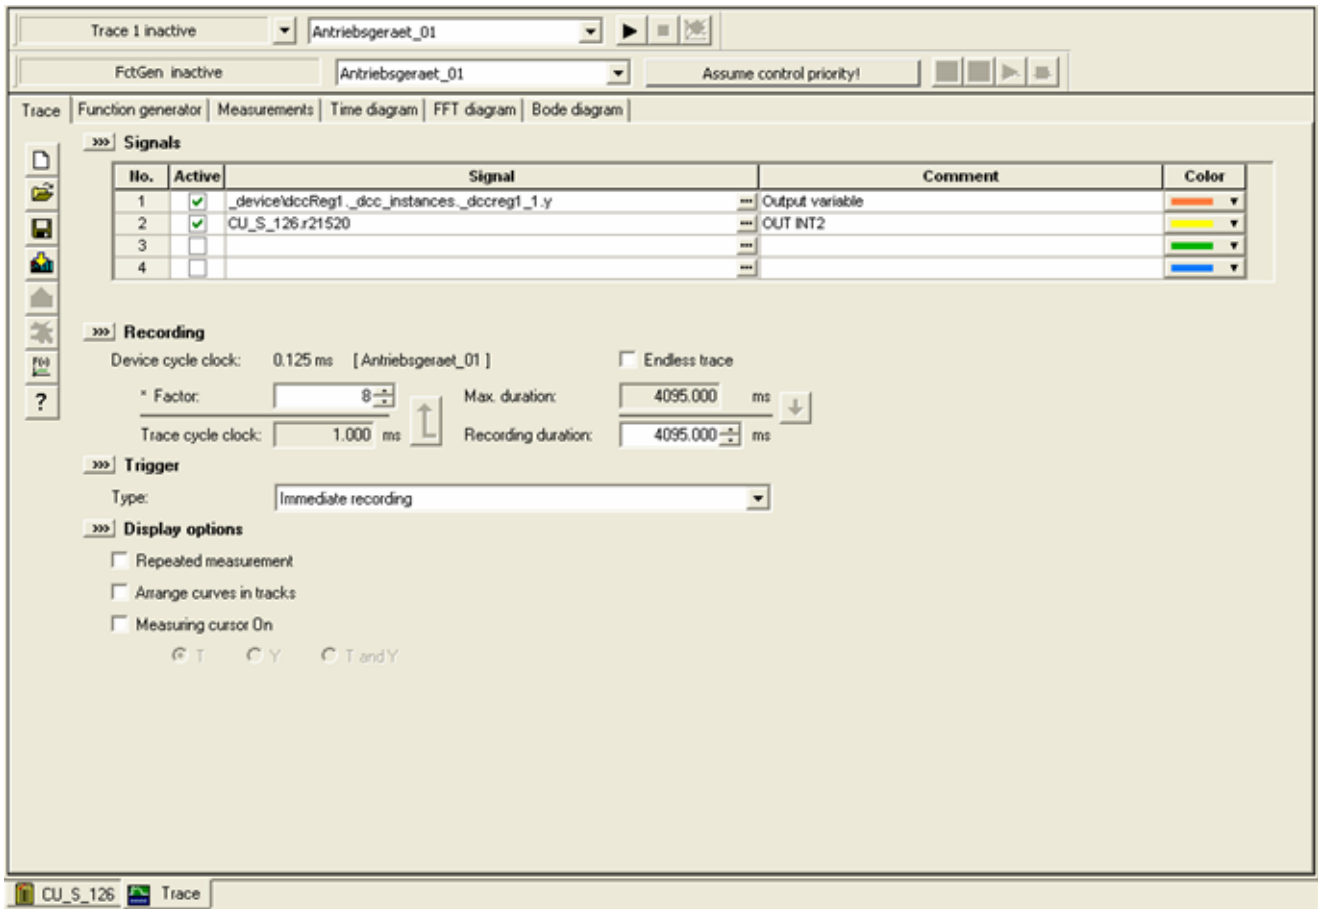 Trace 1 inactive Antriebsgeraet_01
FctGen inactive Antriebsgeraet_01 Assume control priority!
Trace Function generator Measurements Time diagram FFT diagram Bode diagram
>>> Signals
No. Active Signal Comment Color
1 _device\dccReg1._dcc_instances._dccreg1_1.y ... Output variable
2 CU_S_126.r21520 ... OUT INT2
3 ...
4 ...
>>> Recording
Device cycle clock: 0.125 ms [ Antriebsgeraet_01 ] Endless trace
* Factor: 8 Max. duration: 4095.000 ms
Trace cycle clock: 1.000 ms Recording duration: 4095.000 ms
>>> Trigger
Type: Immediate recording
>>> Display options
Repeated measurement
Arrange curves in tracks
Measuring cursor On
T Y T and Y
?
CU_S_126 Trace